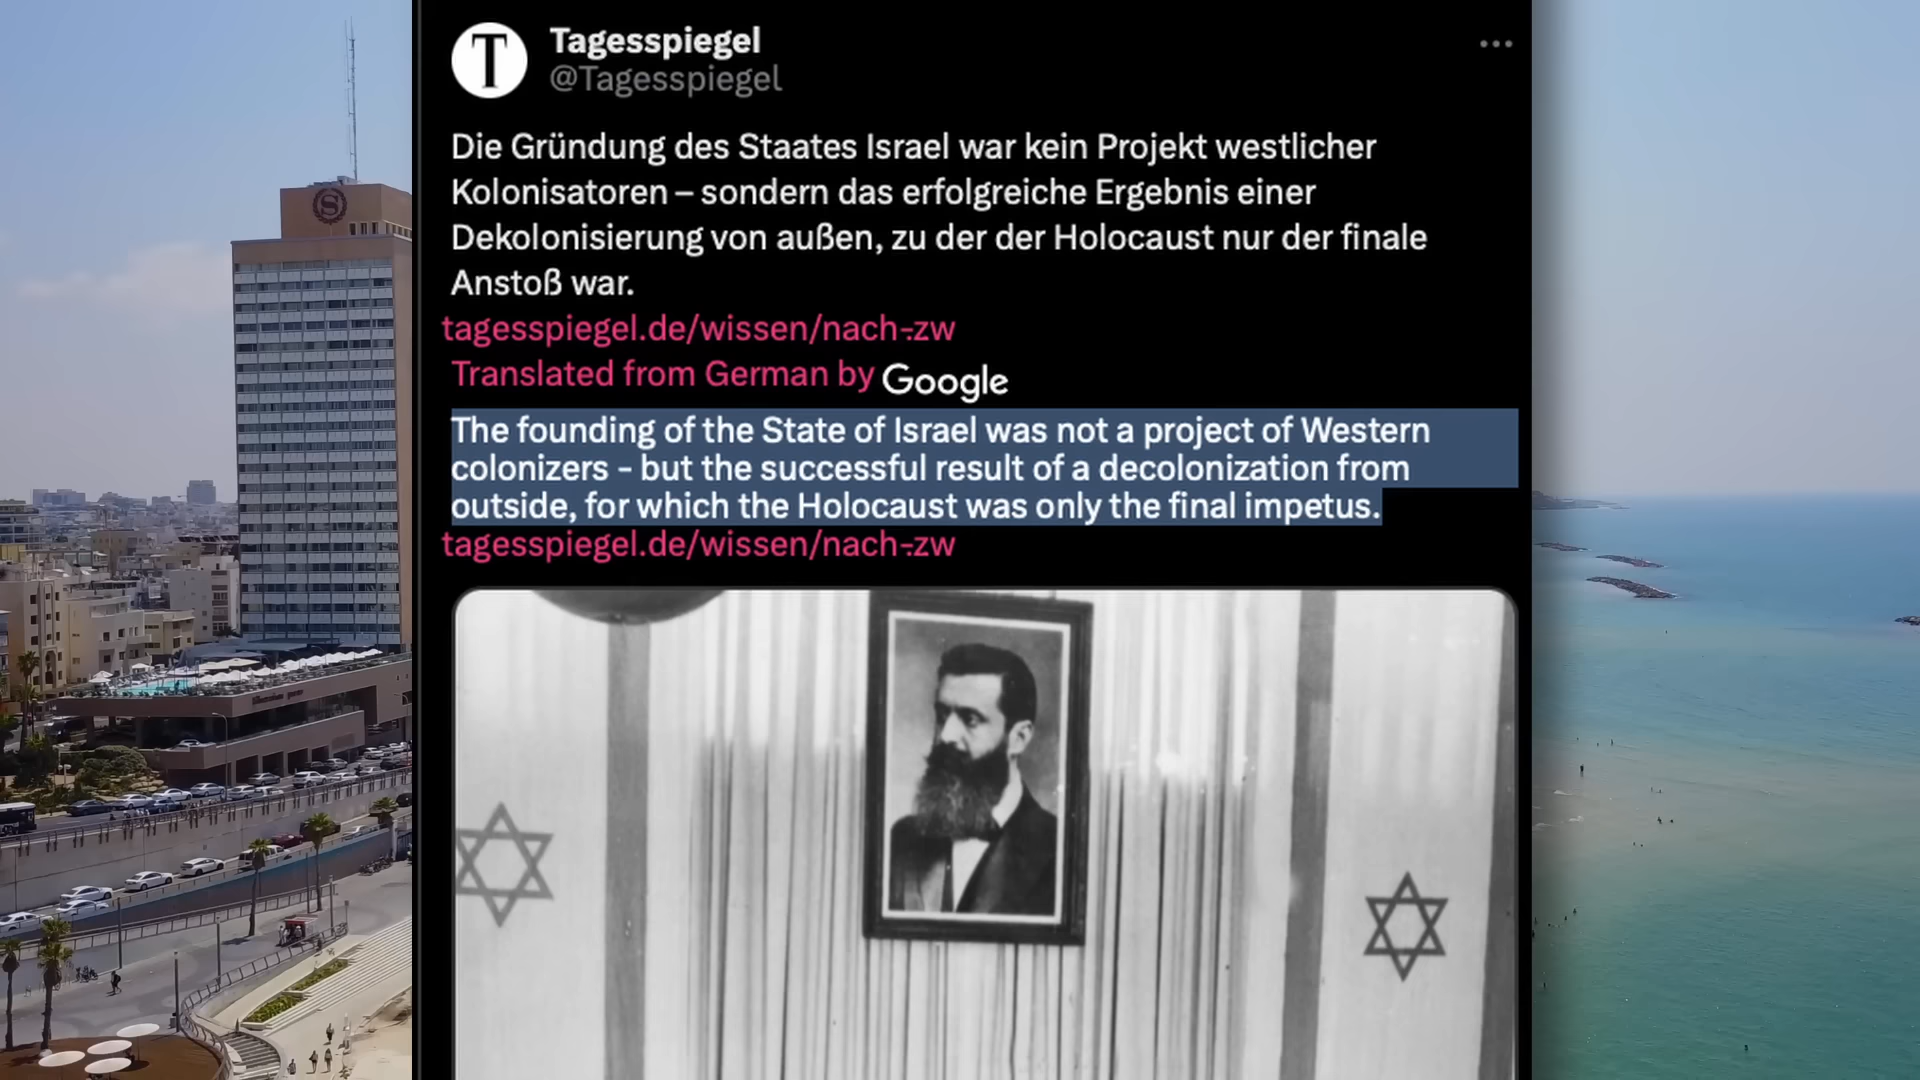 Tagesspiegel
@Tagesspiegel
Die Gründung des Staates Israel war kein Projekt westlicher
Kolonisatoren – sondern das erfolgreiche Ergebnis einer
Dekolonisierung von außen, zu der der Holocaust nur der finale
Anstoß war.
tagesspiegel.de/wissen/nach-zw
Translated from German by Google
The founding of the State of Israel was not a project of Western
colonizers – but the successful result of a decolonization from
outside, for which the Holocaust was only the final impetus.
tagesspiegel.de/wissen/nach-zw